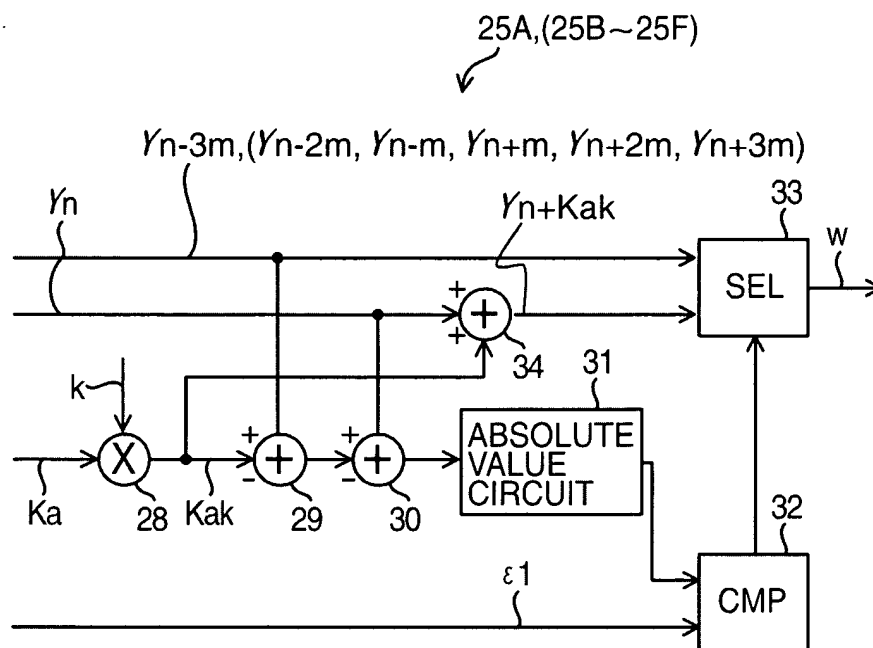 25A,(25B~25F)
Yn-3m,(Yn-2m, Yn-m, Yn+m, Yn+2m, Yn+3m)
Yn
Yn+Kak
33
w
SEL
+
+
+
34
k
31
+
+
ABSOLUTE
VALUE
CIRCUIT
X
+
+
-
-
Ka
28
Kak
29
30
32
ε1
CMP